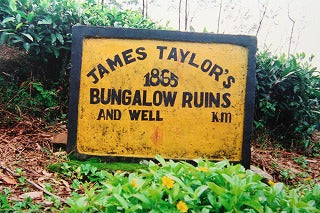 JAMES TAYLOR'S
1865
BUNGALOW RUINS
AND WELL KM